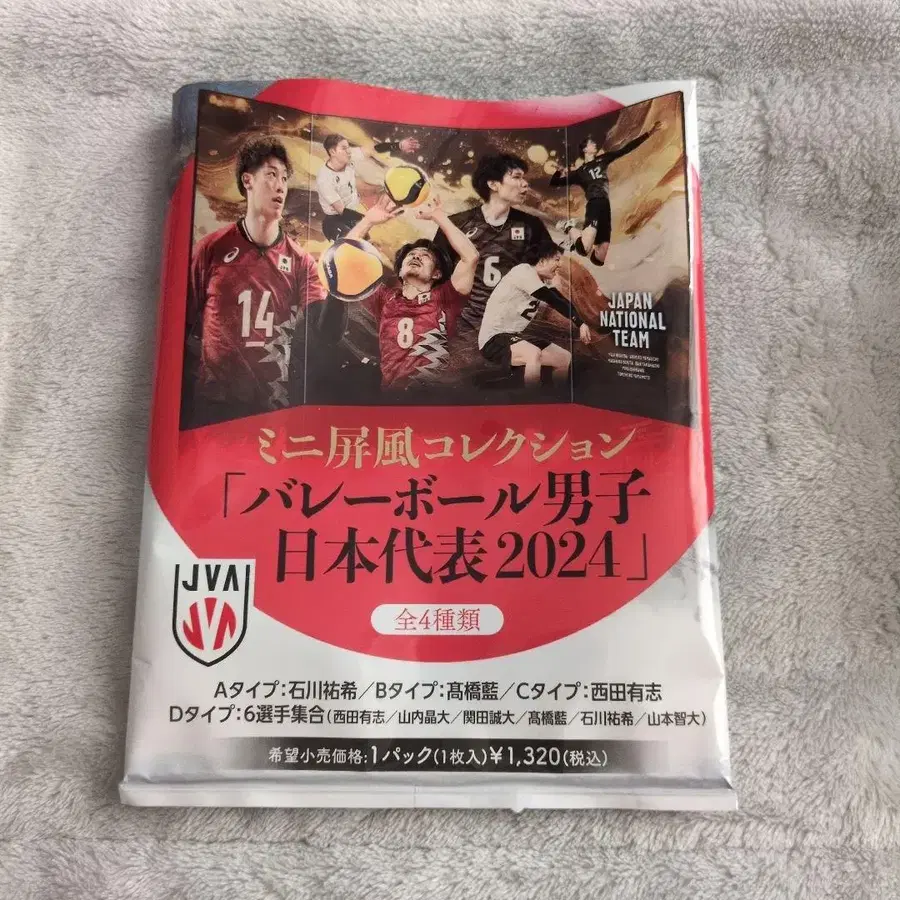 14
12
6
8
2
JAPAN
NATIONAL
TEAM
ミニ屏風コレクション
「バレーボール男子
日本代表2024」
JVA
全4種類
Aタイプ:石川祐希/Bタイプ:髙橋藍/Cタイプ:西田有志
Dタイプ:6選手集合(西田有志/山内晶大/関田誠大/髙橋藍/石川祐希/山本智大)
希望小売価格:1パック(1枚入)¥1,320(税込)